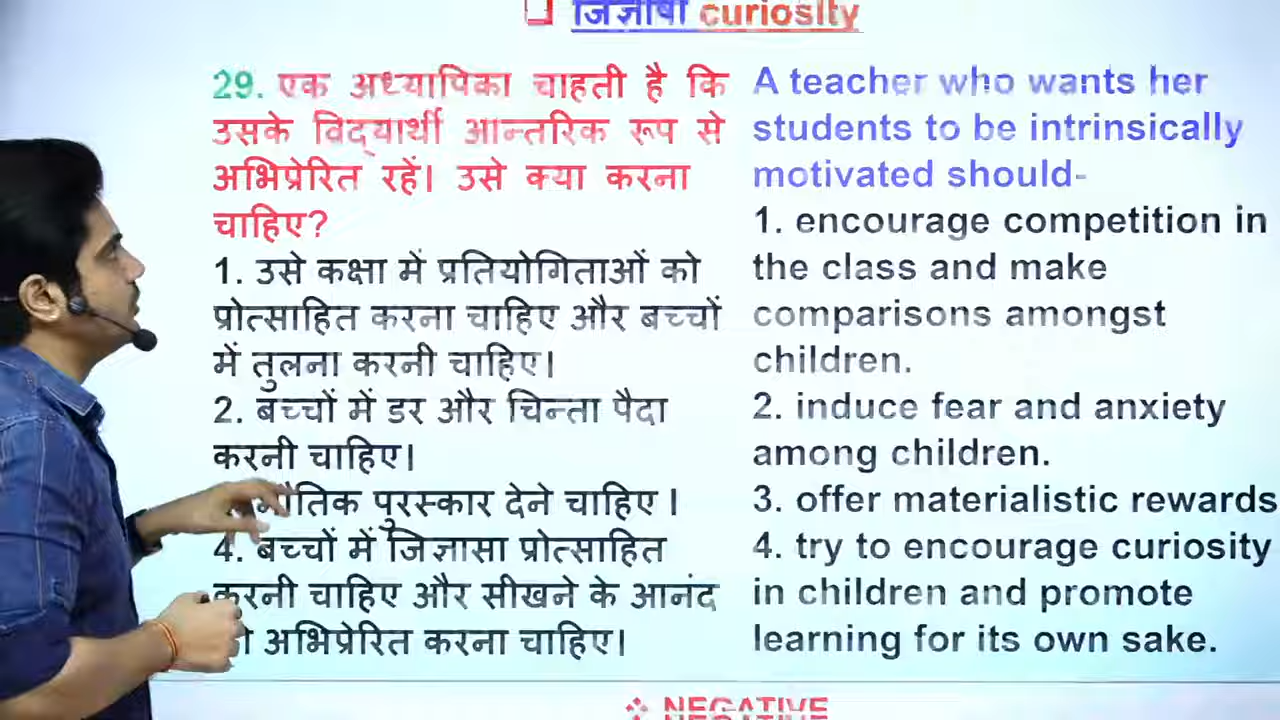 जिज्ञाषा curiosity
29. एक अध्यापिका चाहती है कि
उसके विद्यार्थी आन्तरिक रूप से
अभिप्रेरित रहें। उसे क्या करना
चाहिए?
1. उसे कक्षा में प्रतियोगिताओं को
प्रोत्साहित करना चाहिए और बच्चों
में तुलना करनी चाहिए।
2. बच्चों में डर और चिन्ता पैदा
करनी चाहिए।
पुरस्कार देने चाहिए ।
4. बच्चों में जिज्ञासा प्रोत्साहित
करनी चाहिए और सीखने के आनंद
अभिप्रेरित करना चाहिए।
A teacher who wants her
students to be intrinsically
motivated should-
1. encourage competition in
the class and make
comparisons amongst
children.
2. induce fear and anxiety
among children.
3. offer materialistic rewards
4. try to encourage curiosity
in children and promote
learning for its own sake.
NEGATIVE